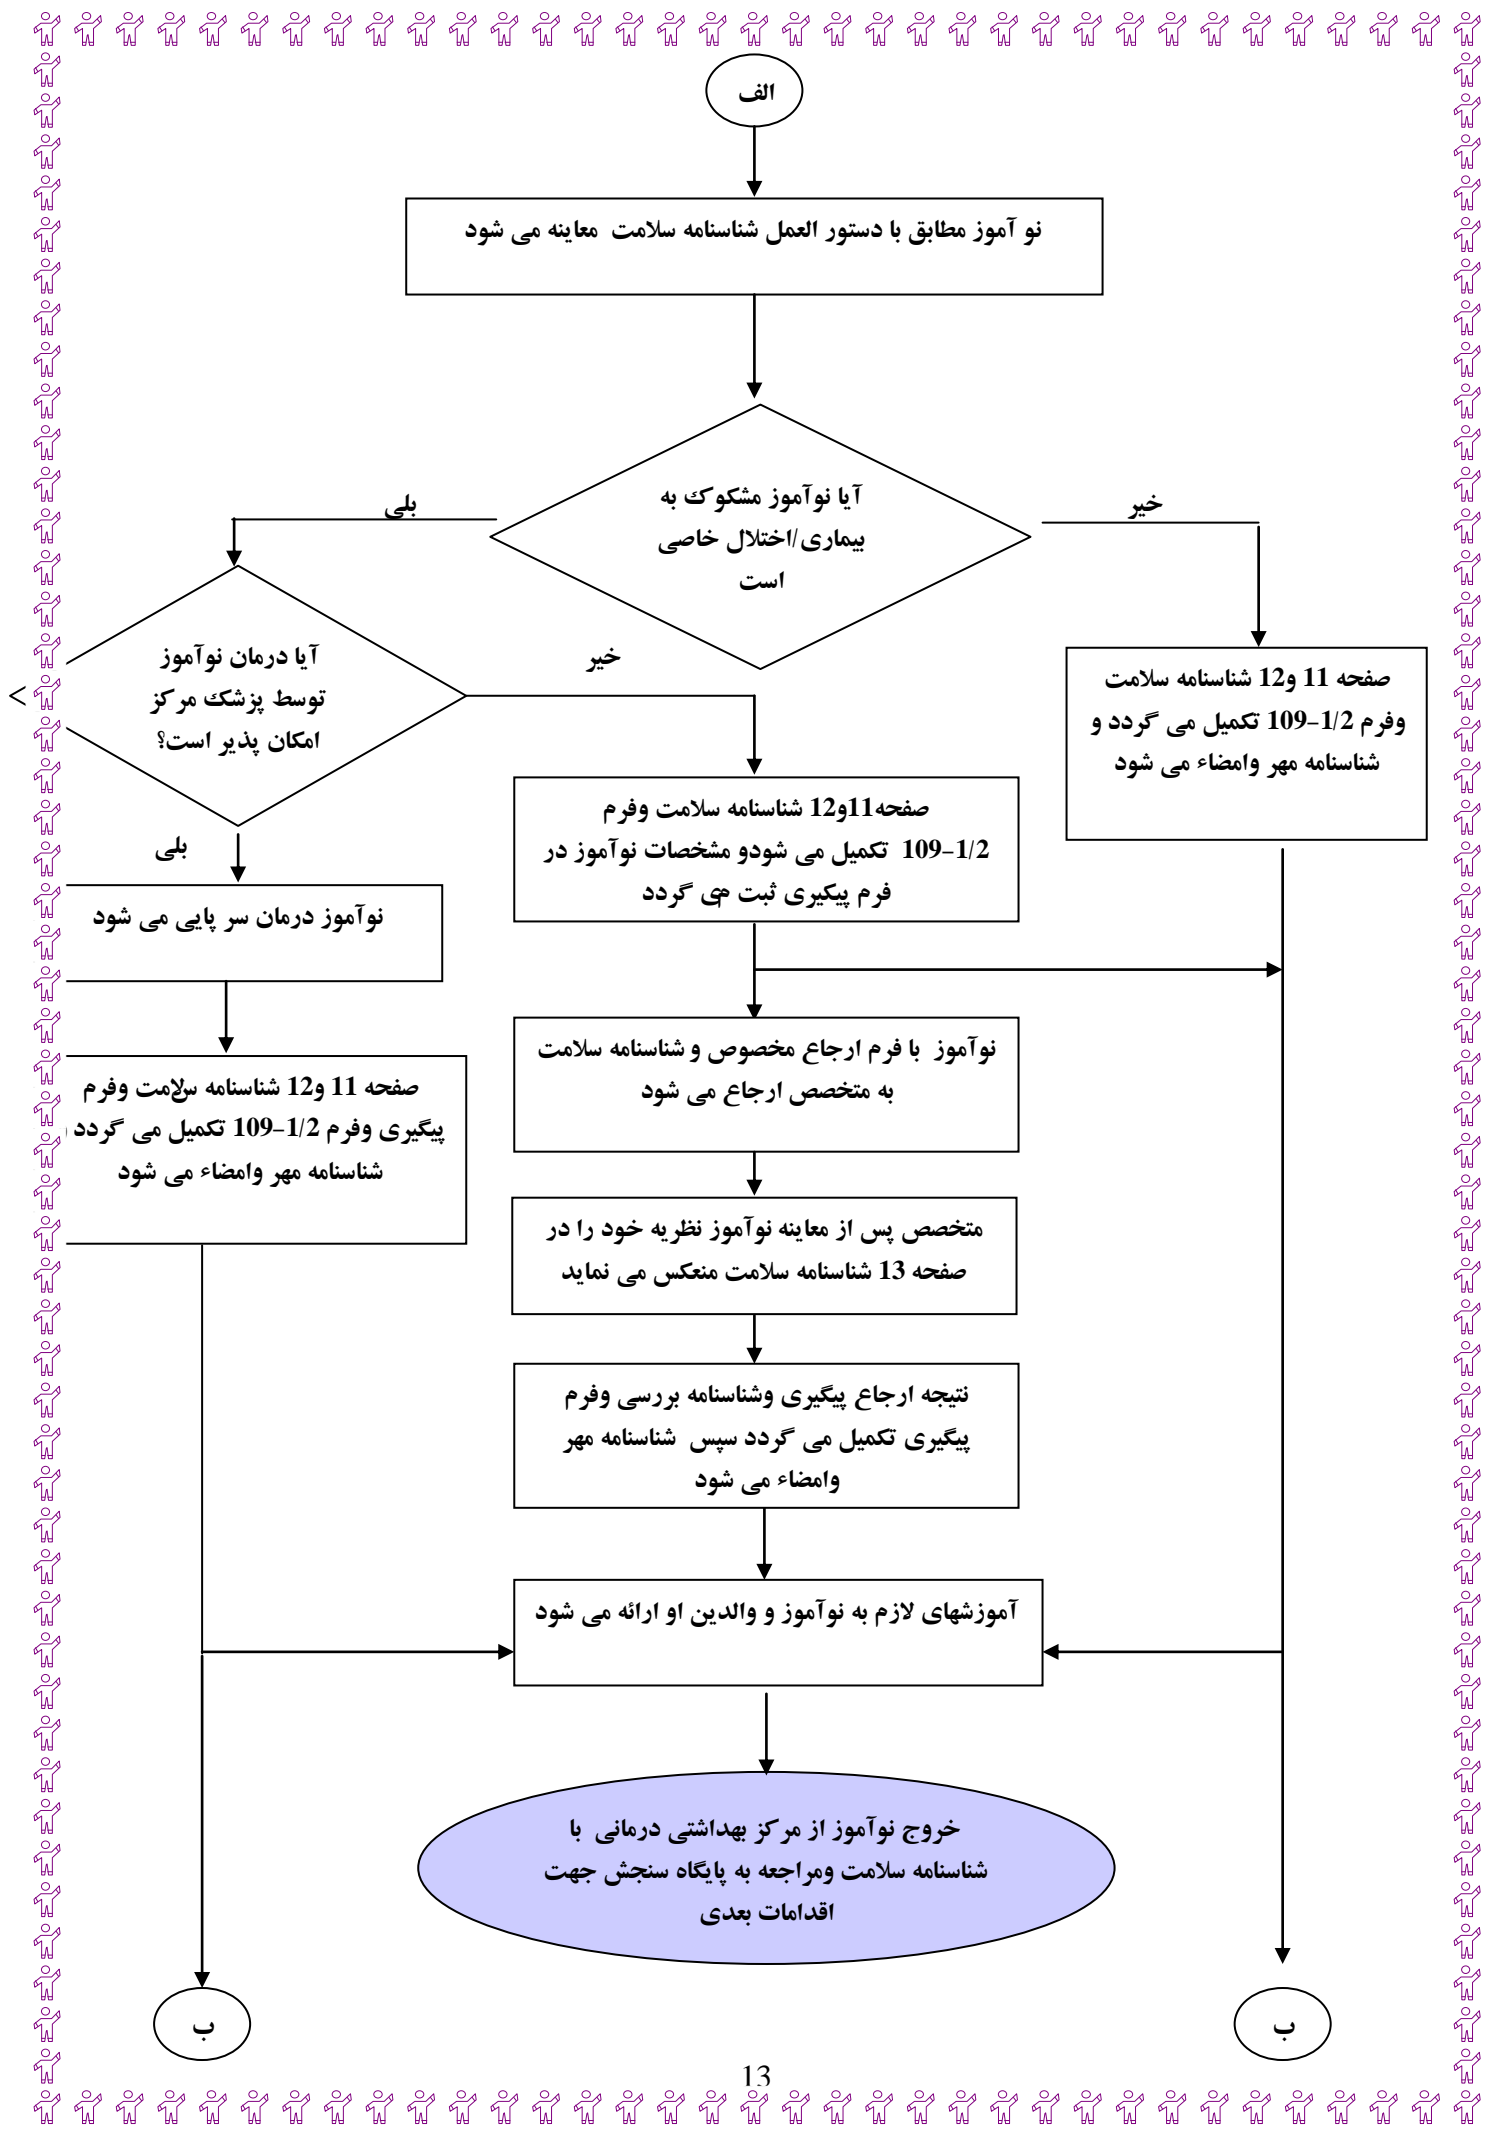 الف
نو آموز مطابق با دستور العمل شناسنامه سلامت معاینه می شود
آیا نوآموز مشکوک به
بیماری/اختلال خاصی
است
خیر
بلی
صفحه 11 و12 شناسنامه سلامت
وفرم 1/2-109 تکمیل می گردد و
شناسنامه مهر وامضاء می شود
آیا درمان نوآموز
توسط پزشک مرکز
امکان پذیر است؟
خیر
بلی
صفحه11و12 شناسنامه سلامت وفرم
1/2-109 تکمیل می شودو مشخصات نوآموز در
فرم پیکیری ثبت می گردد
نوآموز درمان سر پایی می شود
نوآموز با فرم ارجاع مخصوص و شناسنامه سلامت
به متخصص ارجاع می شود
صفحه 11 و12 شناسنامه سلامت وفرم
پیگیری وفرم 1/2-109 تکمیل می گردد و
شناسنامه مهر وامضاء می شود
متخصص پس از معاینه نوآموز نظریه خود را در
صفحه 13 شناسنامه سلامت منعکس می نماید
نتیجه ارجاع پیگیری وشناسنامه بررسی وفرم
پیگیری تکمیل می گردد سپس شناسنامه مهر
وامضاء می شود
آموزشهای لازم به نوآموز و والدین او ارائه می شود
خروج نوآموز از مرکز بهداشتی درمانی با
شناسنامه سلامت ومراجعه به پایگاه سنجش جهت
اقدامات بعدی
ب
ب
13